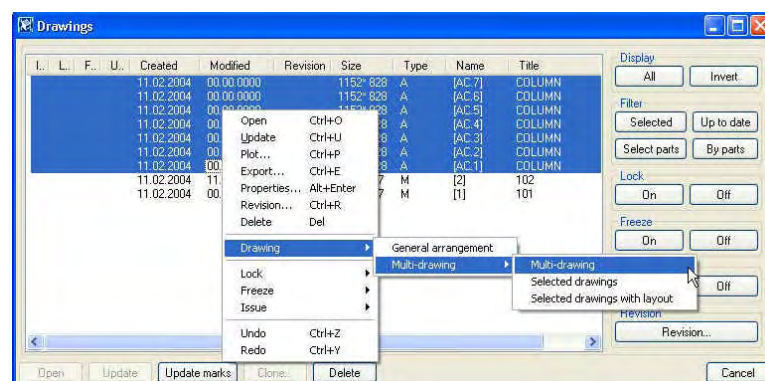 Drawings
I.. L.. F.. U.. Created Modified Revision Size Type Name Title
11.02.2004 00.00.0000 1152* 828 A [AC.7] COLUMN
11.02.2004 00.00.0000 1152* 828 A [AC.6] COLUMN
11.02.2004 A [AC.5] COLUMN
11.02.2004 A [AC.4] COLUMN
11.02.2004 A [AC.3] COLUMN
11.02.2004 A [AC.2] COLUMN
11.02.2004 00. A [AC.1] COLUMN
11.02.2004 11. 7 M [2] 102
11.02.2004 00. 7 M [1] 101
Open Ctrl+O
Update Ctrl+U
Plot... Ctrl+P
Export... Ctrl+E
Properties... Alt+Enter
Revision... Ctrl+R
Delete Del
Drawing
Lock
Freeze
Issue
Undo Ctrl+Z
Redo Ctrl+Y
General arrangement
Multi-drawing
Multi-drawing
Selected drawings
Selected drawings with layout
Display
All Invert
Filter
Selected Up to date
Select parts By parts
Lock
On Off
Freeze
On Off
Off
Revision
Revision...
Open Update Update marks Clone... Delete Cancel